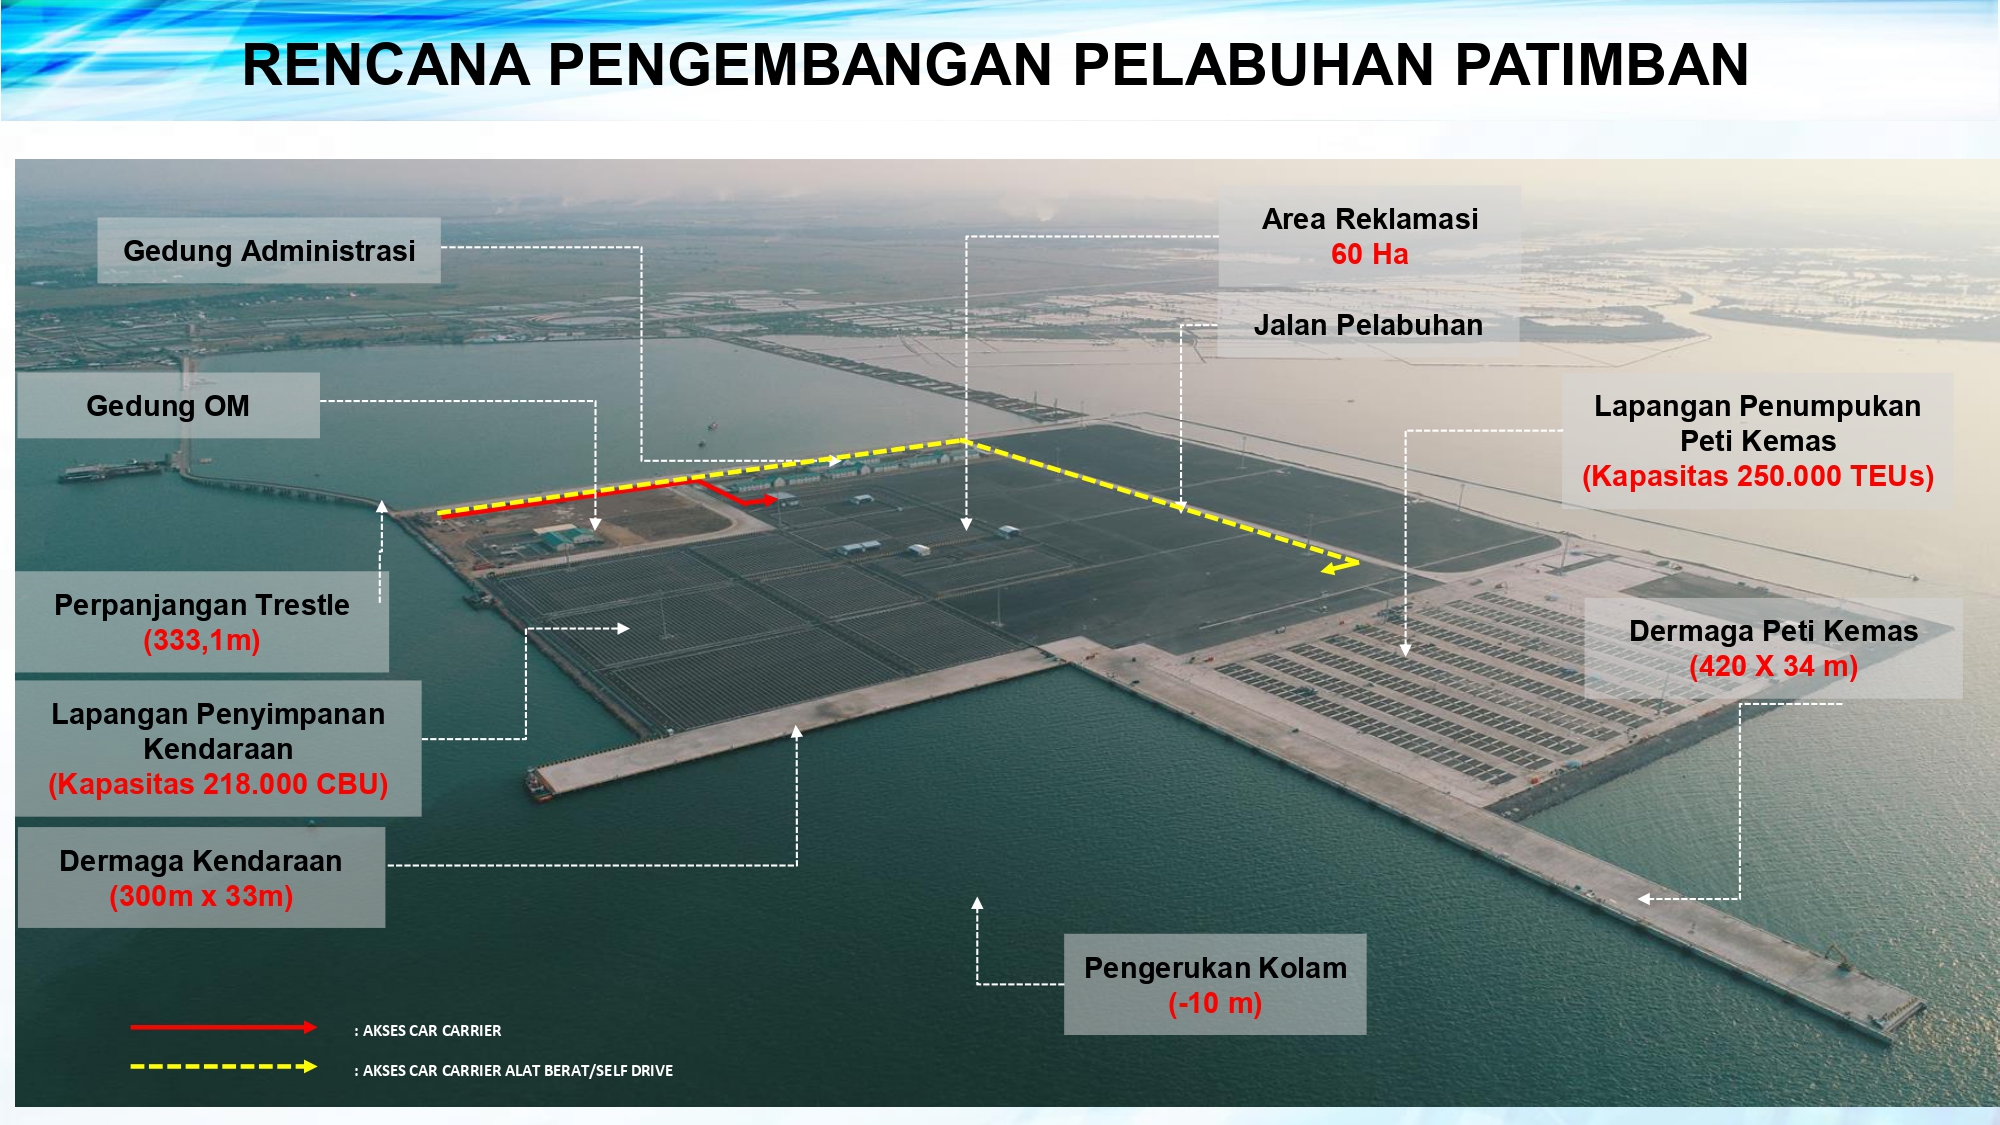 RENCANA PENGEMBANGAN PELABUHAN PATIMBAN
Gedung Administrasi
Area Reklamasi
60 Ha
Jalan Pelabuhan
Gedung OM
Lapangan Penumpukan
Peti Kemas
(Kapasitas 250.000 TEUs)
Perpanjangan Trestle
(333,1m)
Dermaga Peti Kemas
(420 X 34 m)
Lapangan Penyimpanan
Kendaraan
(Kapasitas 218.000 CBU)
Dermaga Kendaraan
(300m x 33m)
Pengerukan Kolam
(-10 m)
: AKSES CAR CARRIER
: AKSES CAR CARRIER ALAT BERAT/SELF DRIVE